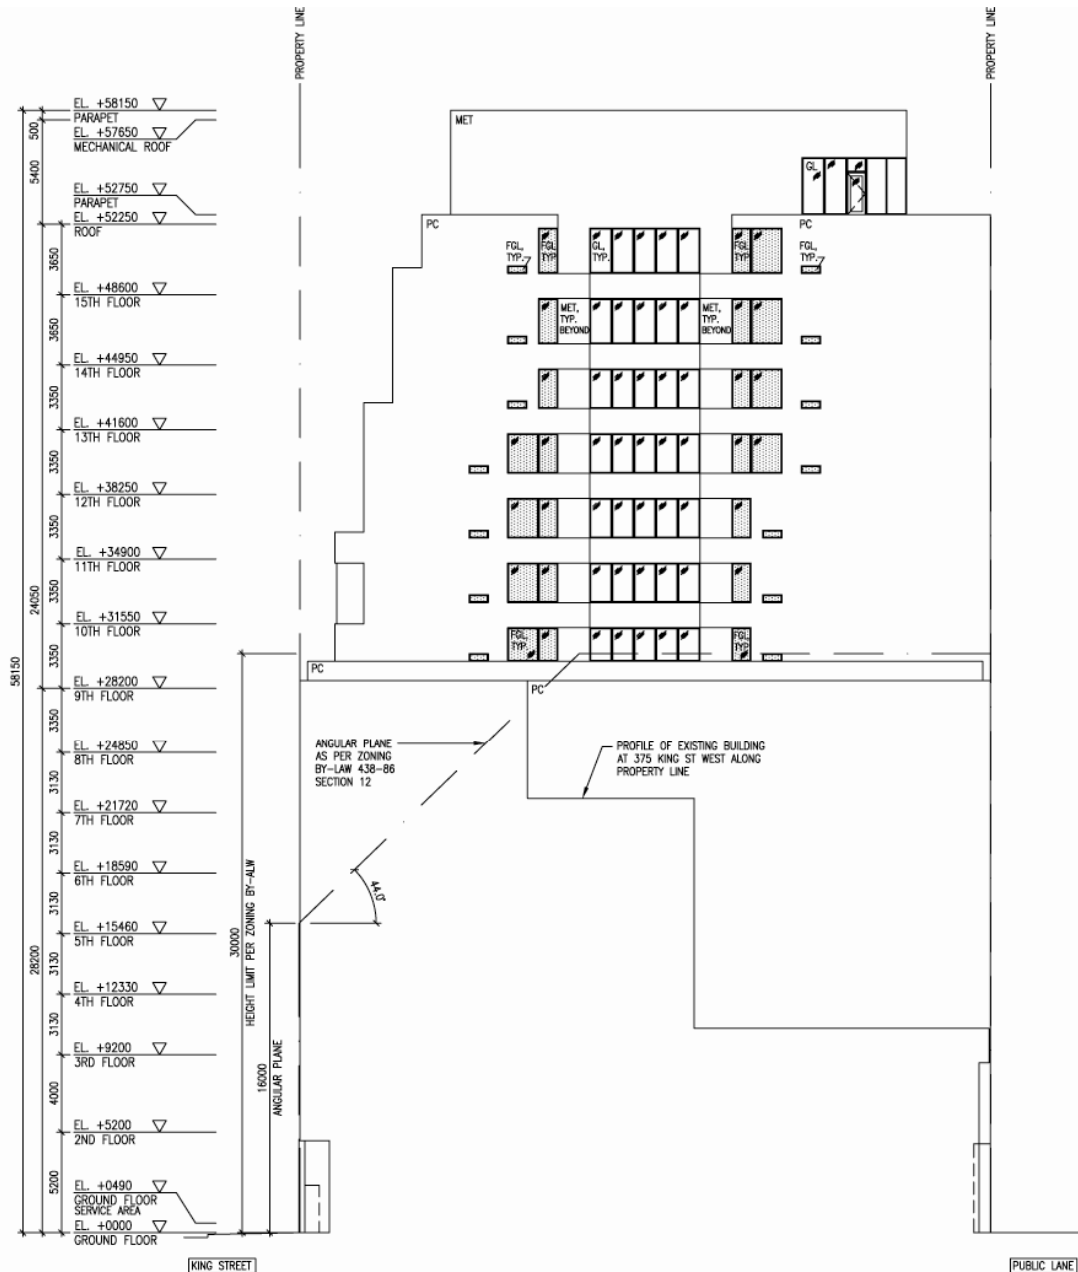 PROPERTY LINE
PROPERTY LINE
EL. +58150
PARAPET
EL. +57650
MECHANICAL ROOF
EL. +52750
PARAPET
EL. +52250
ROOF
EL. +48600
15TH FLOOR
EL. +44950
14TH FLOOR
EL. +41600
13TH FLOOR
EL. +38250
12TH FLOOR
EL. +34900
11TH FLOOR
EL. +31550
10TH FLOOR
EL. +28200
9TH FLOOR
EL. +24850
8TH FLOOR
EL. +21720
7TH FLOOR
EL. +18590
6TH FLOOR
EL. +15460
5TH FLOOR
EL. +12330
4TH FLOOR
EL. +9200
3RD FLOOR
EL. +5200
2ND FLOOR
EL. +0490
GROUND FLOOR
SERVICE AREA
EL. +0000
GROUND FLOOR
58150
500
5400
24050
28200
3650
3650
3350
3350
3350
3350
3350
3350
3130
3130
3130
3130
3130
4000
5200
MET
GL
PC
PC
FGL,
TYP.
FGL
TYP
GL,
TYP.
FGL
TYP
FGL,
TYP.
MET,
TYP.
BEYOND
MET,
TYP.
BEYOND
FGL,
TYP.
FGL
TYP.
PC
PC
ANGULAR PLANE
AS PER ZONING
BY-LAW 438-86
SECTION 12
PROFILE OF EXISTING BUILDING
AT 375 KING ST WEST ALONG
PROPERTY LINE
44.0°
30000
HEIGHT LIMIT PER ZONING BY-ALW
16000
ANGULAR PLANE
KING STREET
PUBLIC LANE